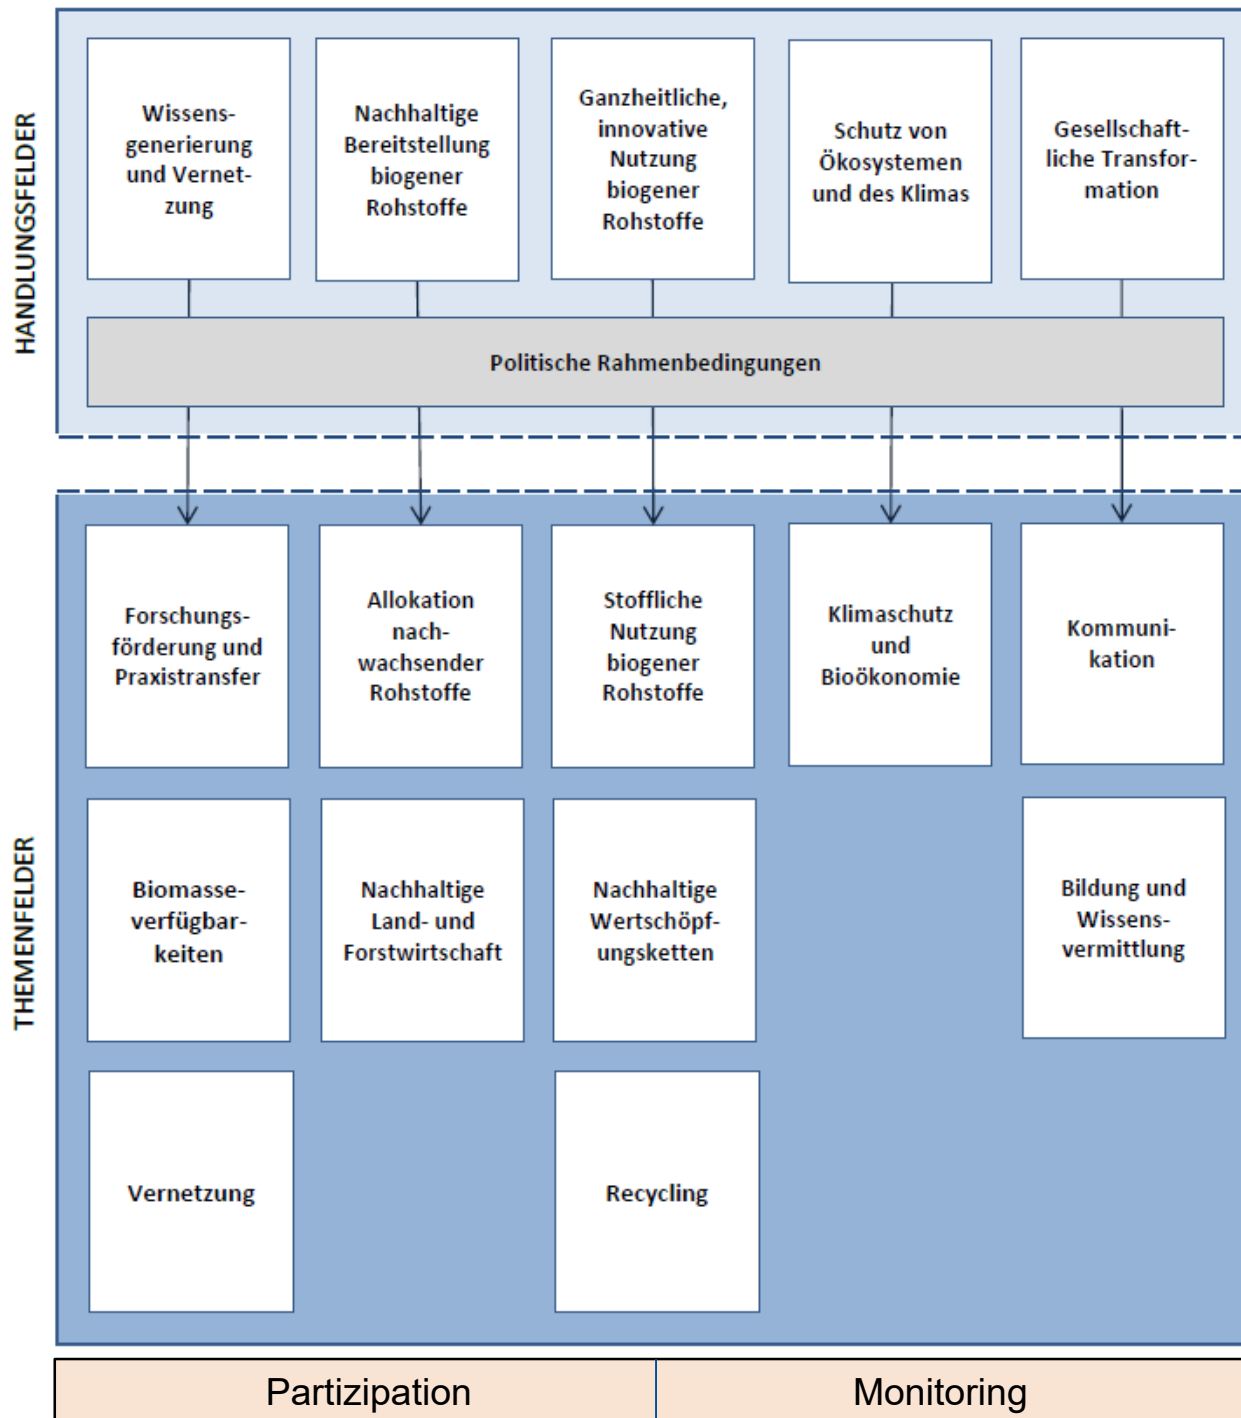 HANDLUNGSFELDER
Wissens-
generierung
und Vernet-
zung
Nachhaltige
Bereitstellung
biogener
Rohstoffe
Ganzheitliche,
innovative
Nutzung
biogener
Rohstoffe
Schutz von
Ökosystemen
und des Klimas
Gesellschaft-
liche Transfor-
mation
Politische Rahmenbedingungen
THEMENFELDER
Forschungs-
förderung und
Praxistransfer
Allokation
nach-
wachsender
Rohstoffe
Stoffliche
Nutzung
biogener
Rohstoffe
Klimaschutz
und
Bioökonomie
Kommuni-
kation
Biomasse-
verfügbar-
keiten
Nachhaltige
Land- und
Forstwirtschaft
Nachhaltige
Wertschöpf-
ungsketten
Bildung und
Wissens-
vermittlung
Vernetzung
Recycling
Partizipation
Monitoring